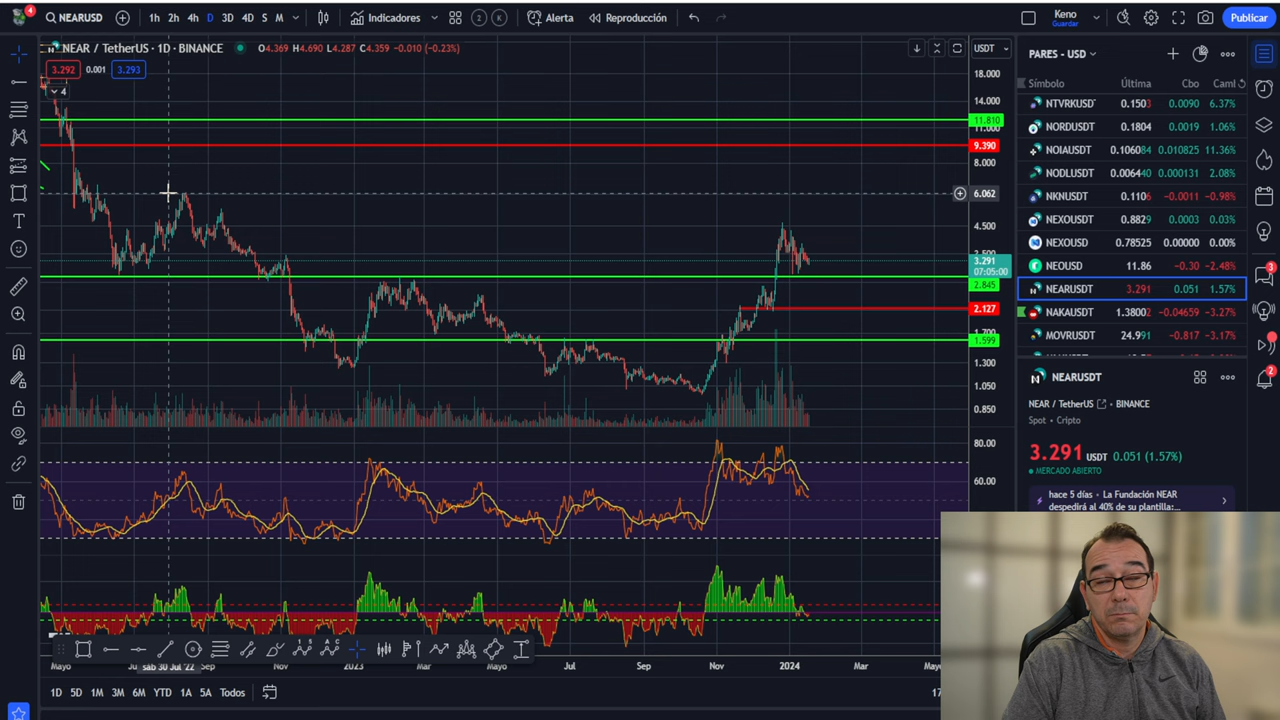 4 NEARUSD 1h 2h 4h D 3D 4D S M Indicadores 2 K Alerta Reproducción Keno Guardar Publicar
NEAR / TetherUS · 1D · BINANCE O4.369 H4.690 L4.287 C4.359 -0.010 (-0.23%) USDT
3.292 0.001 3.293
4
18.000
14.000
11.810
11.000
9.390
8.000
6.062
4.500
3.291
07:05:00
2.845
2.127
1.599
1.300
1.050
0.850
80.00
60.00
Mayo sáb 30 Jul '22 Sep Nov 2023 Mar Mayo Jul Sep Nov 2024 Mar
1D 5D 1M 3M 6M YTD 1A 5A Todos
PARES - USD
Símbolo Última Cbo
NTVRKUSD 0.1503 0.0090 6.37%
NORDUSDT 0.1804 0.0019 1.06%
NOIAUSDT 0.106084 0.010825 11.36%
NODLUSDT 0.006440 0.000131 2.08%
NKNUSDT 0.1106 -0.0011 -0.98%
NEXOUSDT 0.8829 0.0003 0.03%
NEXOUSD 0.78525 0.00000 0.00%
NEOUSD 11.86 -0.30 -2.48%
NEARUSDT 3.291 0.051 1.57%
NAKAUSDT 1.38002 -0.04659 -3.27%
MOVRUSDT 24.991 -0.817 -3.17%
NEARUSDT
NEAR / TetherUS · BINANCE
Spot · Cripto
3.291 USDT 0.051 (1.57%)
MERCADO ABIERTO
hace 5 días · La Fundación NEAR
despedirá al 40% de su plantilla:...
3
2